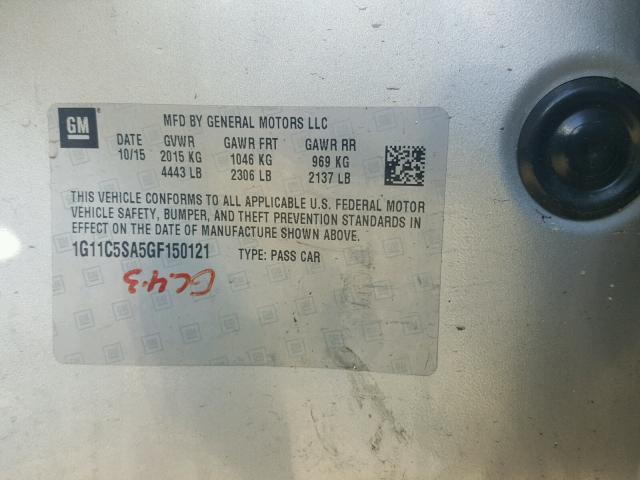 GM
MFD BY GENERAL MOTORS LLC
DATE GVWR GAWR FRT GAWR RR
10/15 2015 KG 1046 KG 969 KG
4443 LB 2306 LB 2137 LB
THIS VEHICLE CONFORMS TO ALL APPLICABLE U.S. FEDERAL MOTOR
VEHICLE SAFETY, BUMPER, AND THEFT PREVENTION STANDARDS IN
EFFECT ON THE DATE OF MANUFACTURE SHOWN ABOVE.
1G11C5SA5GF150121 TYPE: PASS CAR